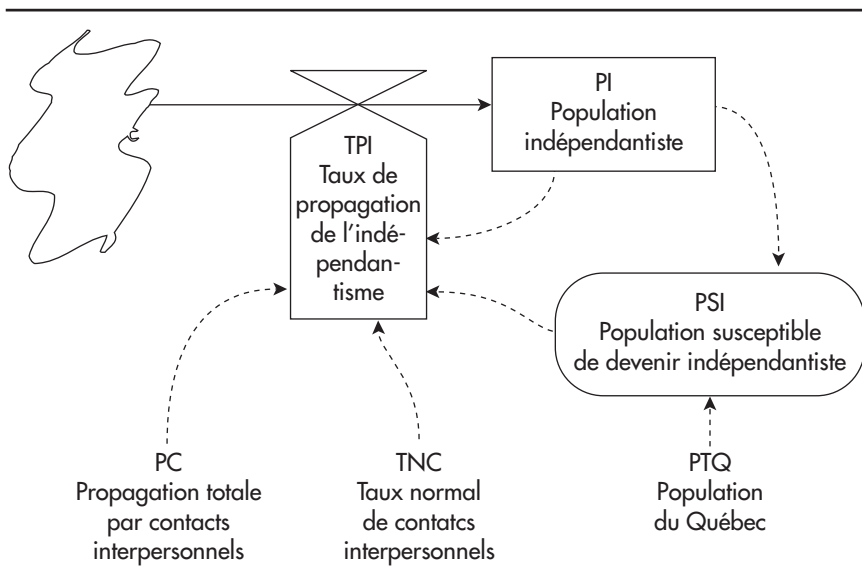 PI
Population
indépendantiste
TPI
Taux de
propagation
de l'indé-
pendan-
tisme
PSI
Population susceptible
de devenir indépendantiste
PC
Propagation totale
par contacts
interpersonnels
TNC
Taux normal
de contatcs
interpersonnels
PTQ
Population
du Québec